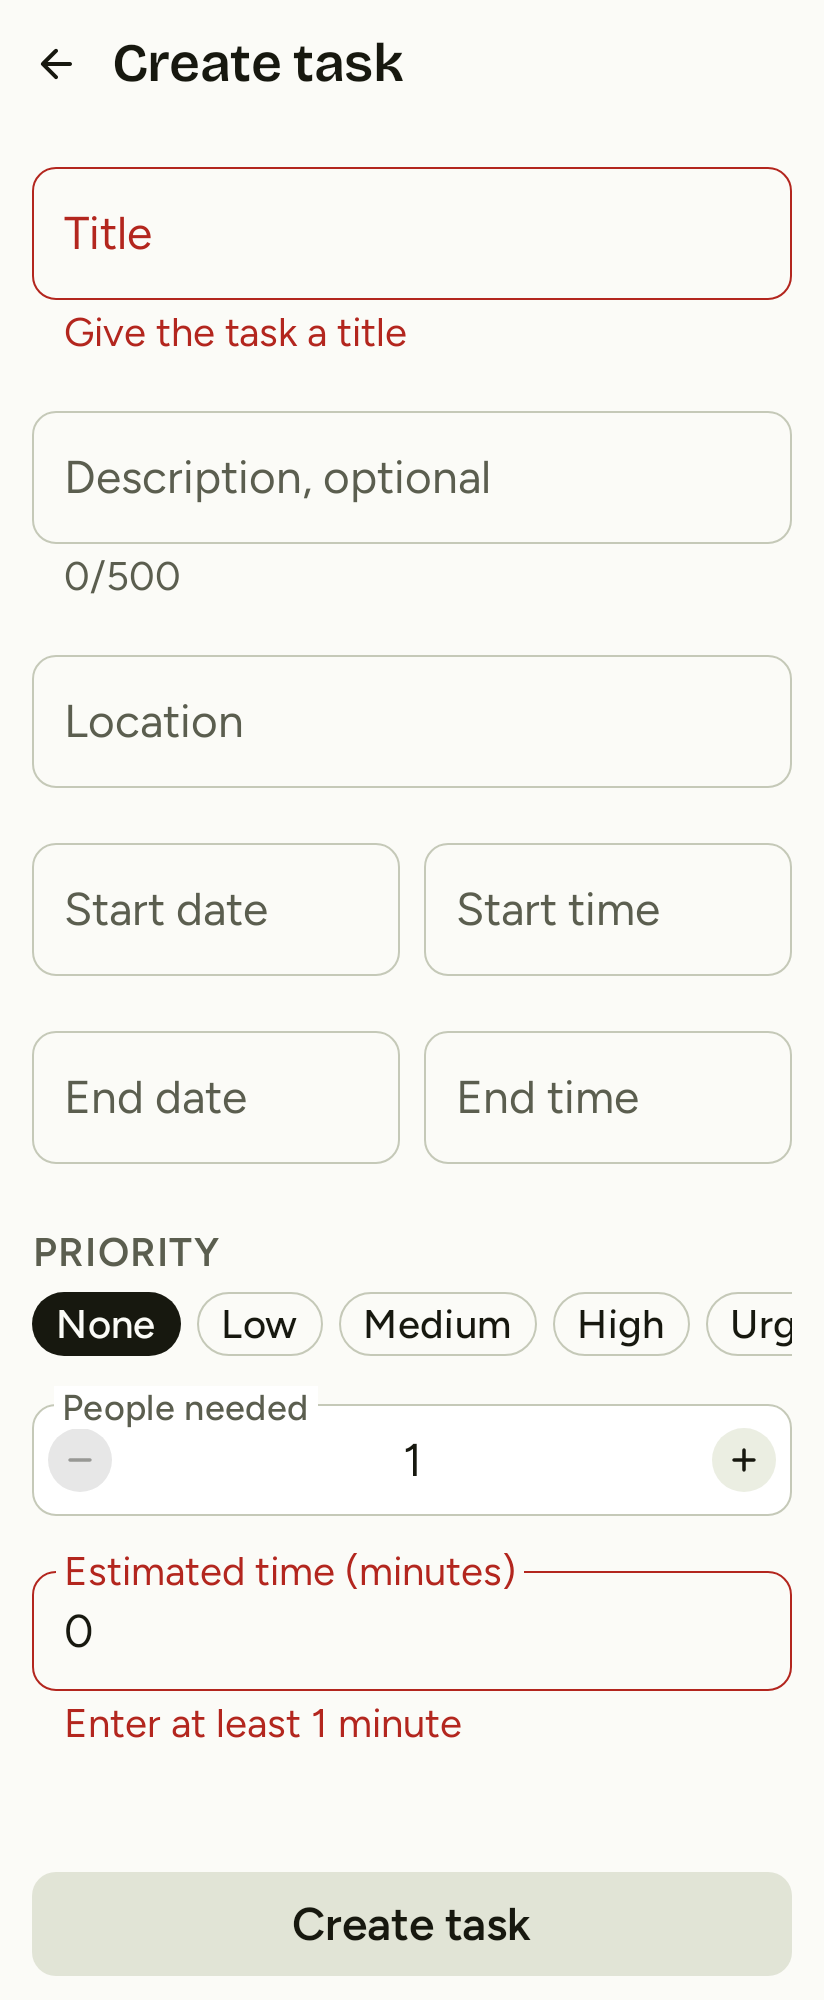 Create task
Title
Give the task a title
Description, optional
0/500
Location
Start date
Start time
End date
End time
PRIORITY
None
Low
Medium
High
Urg
People needed
1
Estimated time (minutes)
0
Enter at least 1 minute
Create task